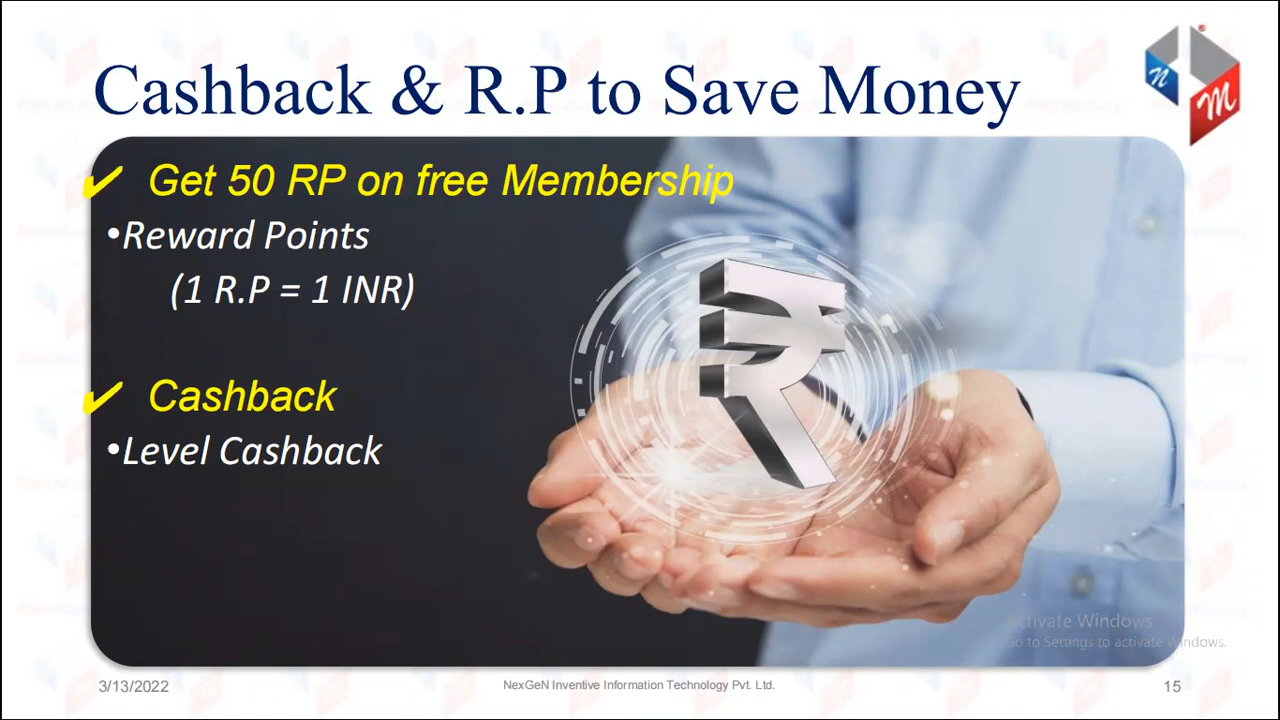 Cashback & R.P to Save Money
n M
✔ Get 50 RP on free Membership
•Reward Points
(1 R.P = 1 INR)
✔ Cashback
•Level Cashback
Activate Windows
Go to Settings to activate Windows.
3/13/2022
NexGeN Inventive Information Technology Pvt. Ltd.
15